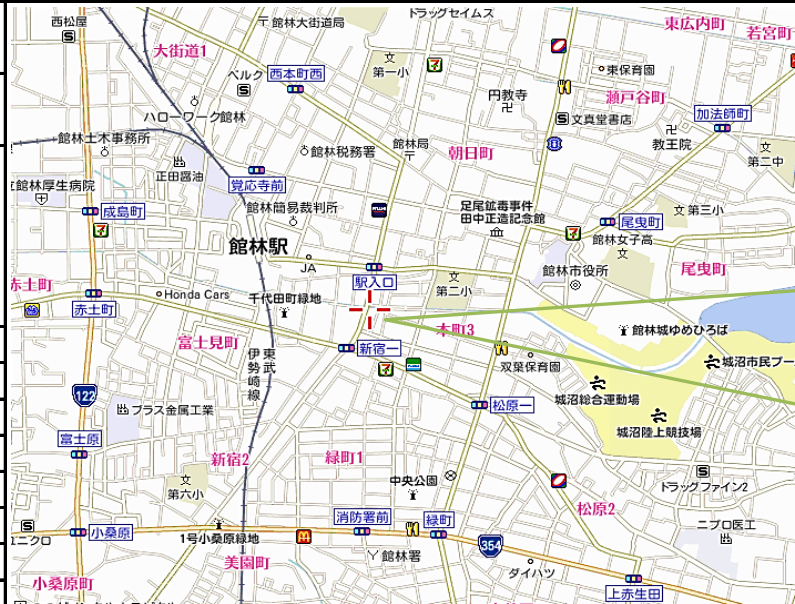 ドラッグセイムス
西松屋
〒館林大街道局
東広内町
若宮町
大街道1
第一小
東保育園
ベルク
西本町西
円教寺
瀬戸谷町
ハローワーク館林
文真堂書店
加法師町
館林土木事務所
館林税務署
館林局
朝日町
教王院
第二中
正田醤油
覚応寺前
館林厚生病院
成島町
館林簡易裁判所
足尾鉱毒事件
田中正造記念館
第三小
尾曳町
館林駅
館林女子高
JA
館林市役所
尾曳町
駅入口
第二小
赤土町
Honda Cars
千代田町緑地
赤土町
本町3
館林城ゆめひろば
富士見町
新宿一
東武
伊勢崎線
双葉保育園
城沼市民プー
122
城沼総合運動場
プラス金属工業
松原一
城沼陸上競技場
富士原
新宿2
緑町1
中央公園
ドラッグファイン2
第六小
松原2
消防署前
緑町
ニプロ医工
小桑原
ユニクロ
1号小桑原緑地
354
館林署
美園町
ダイハツ
小桑原町
上赤生田